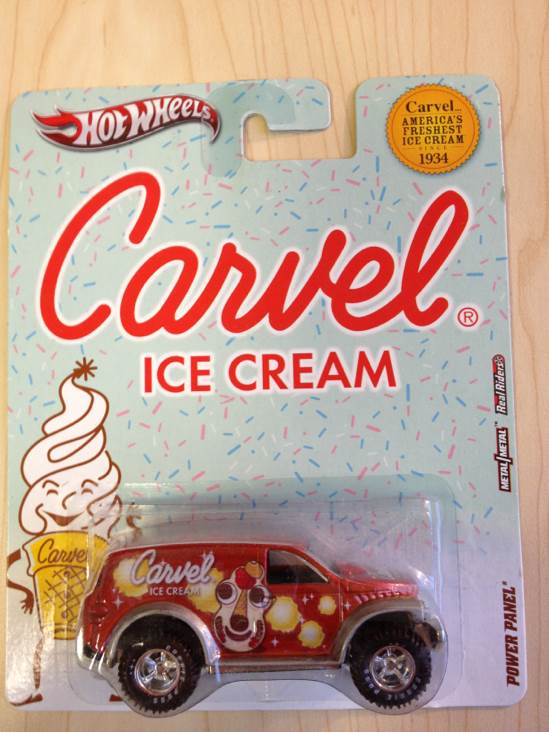 HOT WHEELS
Carvel
AMERICA'S
FRESHEST
ICE CREAM
SINCE
1934
Carvel®
ICE CREAM
METAL/METAL™ Real Riders®
Carvel
Carvel
ICE CREAM
POWER PANEL®